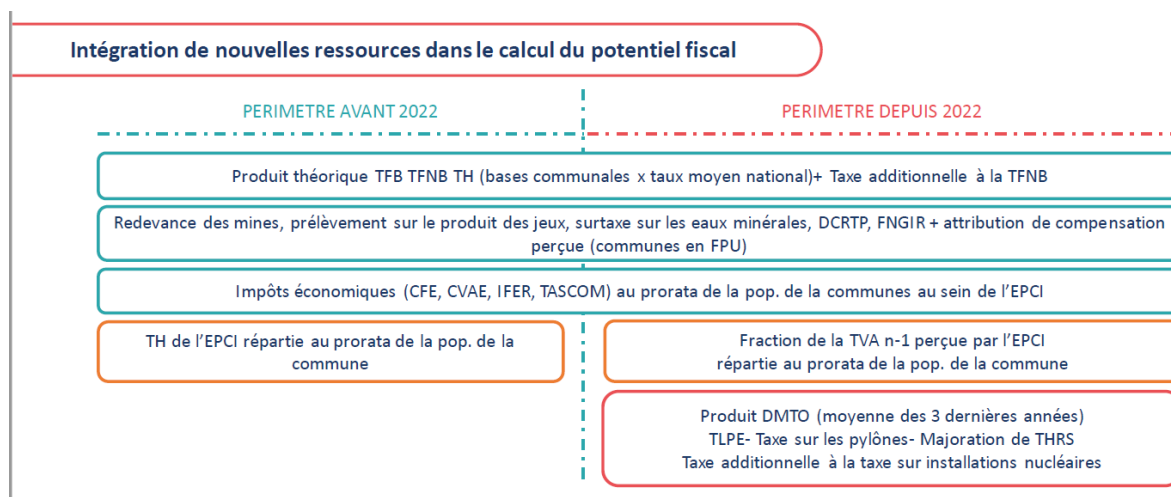 Intégration de nouvelles ressources dans le calcul du potentiel fiscal
PERIMETRE AVANT 2022
PERIMETRE DEPUIS 2022
Produit théorique TFB TFNB TH (bases communales x taux moyen national)+ Taxe additionnelle à la TFNB
Redevance des mines, prélèvement sur le produit des jeux, surtaxe sur les eaux minérales, DCRTP, FNGIR + attribution de compensation
perçue (communes en FPU)
Impôts économiques (CFE, CVAE, IFER, TASCOM) au prorata de la pop. de la communes au sein de l'EPCI
TH de l'EPCI répartie au prorata de la pop. de la
commune
Fraction de la TVA n-1 perçue par l'EPCI
répartie au prorata de la pop. de la commune
Produit DMTO (moyenne des 3 dernières années)
TLPE- Taxe sur les pylônes- Majoration de THRS
Taxe additionnelle à la taxe sur installations nucléaires